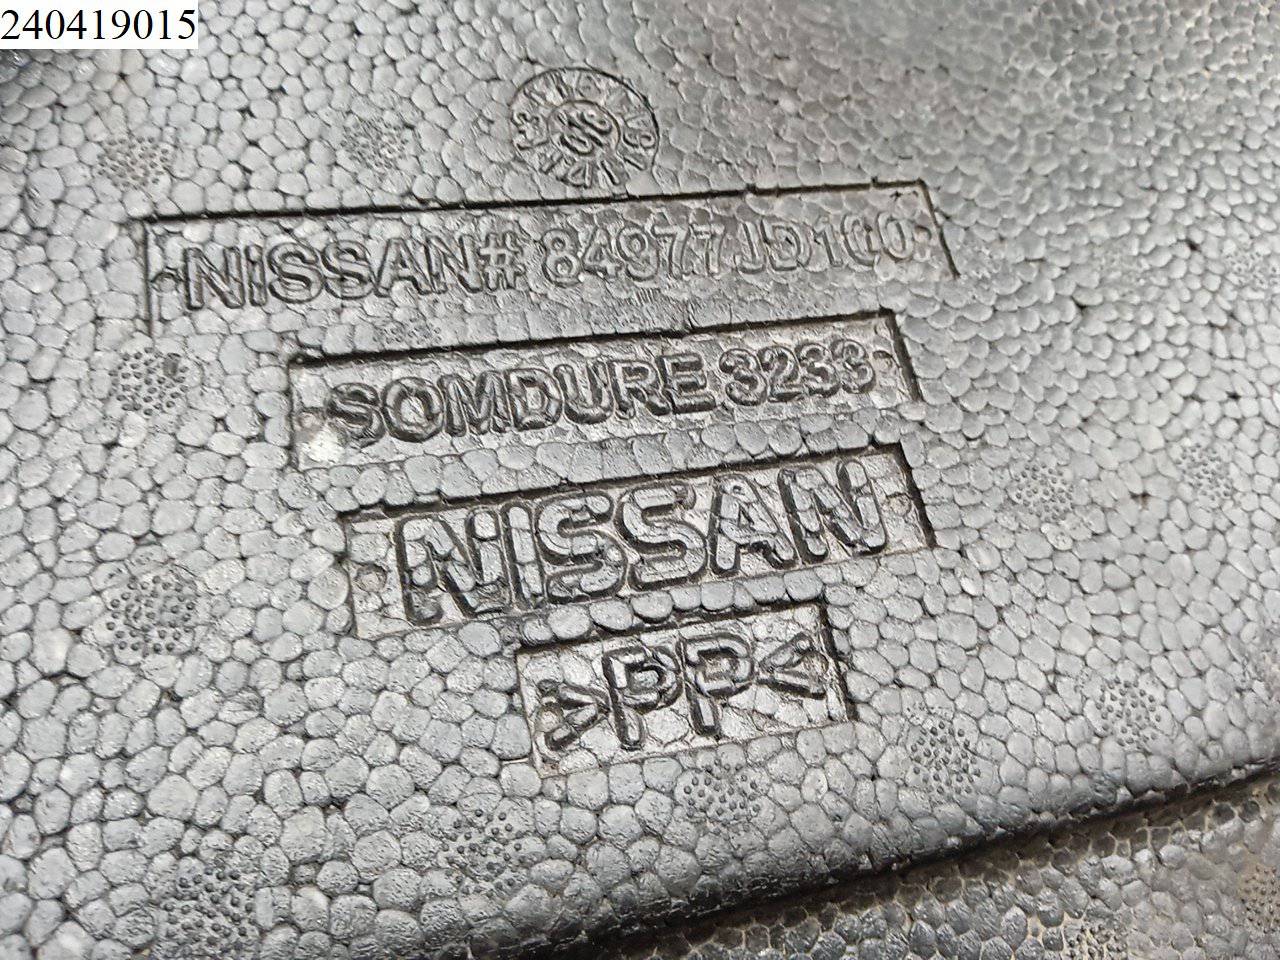 240419015
NISSAN# 84977JD100
SOMDURE 3233
NISSAN
>PP<